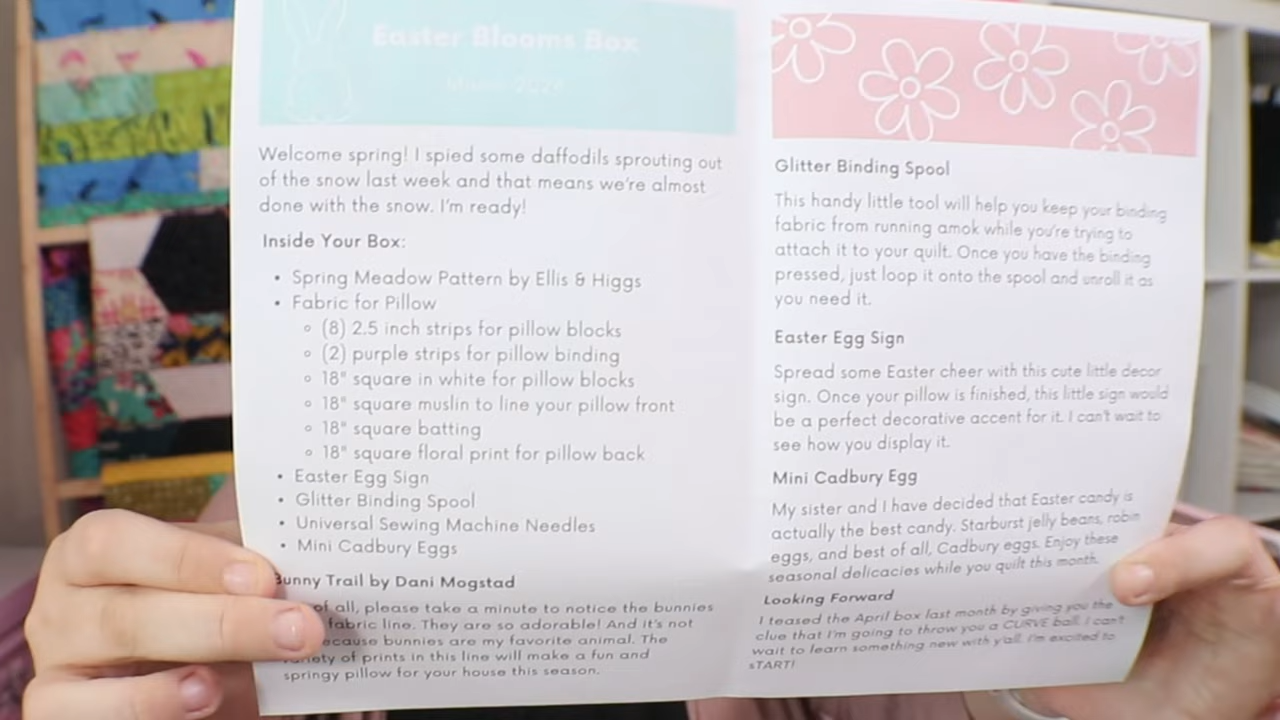 Easter Blooms Box
March
Welcome spring! I spied some daffodils sprouting out
of the snow last week and that means we're almost
done with the snow. I'm ready!
Inside Your Box:
• Spring Meadow Pattern by Ellis & Higgs
• Fabric for Pillow
◦ (8) 2.5 inch strips for pillow blocks
◦ (2) purple strips for pillow binding
◦ 18" square in white for pillow blocks
◦ 18" square muslin to line your pillow front
◦ 18" square batting
◦ 18" square floral print for pillow back
• Easter Egg Sign
• Glitter Binding Spool
• Universal Sewing Machine Needles
• Mini Cadbury Eggs
Bunny Trail by Dani Mogstad
of all, please take a minute to notice the bunnies
fabric line. They are so adorable! And it's not
because bunnies are my favorite animal. The
variety of prints in this line will make a fun and
springy pillow for your house this season.
Glitter Binding Spool
This handy little tool will help you keep your binding
fabric from running amok while you're trying to
attach it to your quilt. Once you have the binding
pressed, just loop it onto the spool and unroll it as
you need it.
Easter Egg Sign
Spread some Easter cheer with this cute little decor
sign. Once your pillow is finished, this little sign would
be a perfect decorative accent for it. I can't wait to
see how you display it.
Mini Cadbury Egg
My sister and I have decided that Easter candy is
actually the best candy. Starburst jelly beans, robin
eggs, and best of all, Cadbury eggs. Enjoy these
seasonal delicacies while you quilt this month.
Looking Forward
I teased the April box last month by giving you the
clue that I'm going to throw you a CURVE ball. I can't
wait to learn something new with y'all. I'm excited to
sTART!